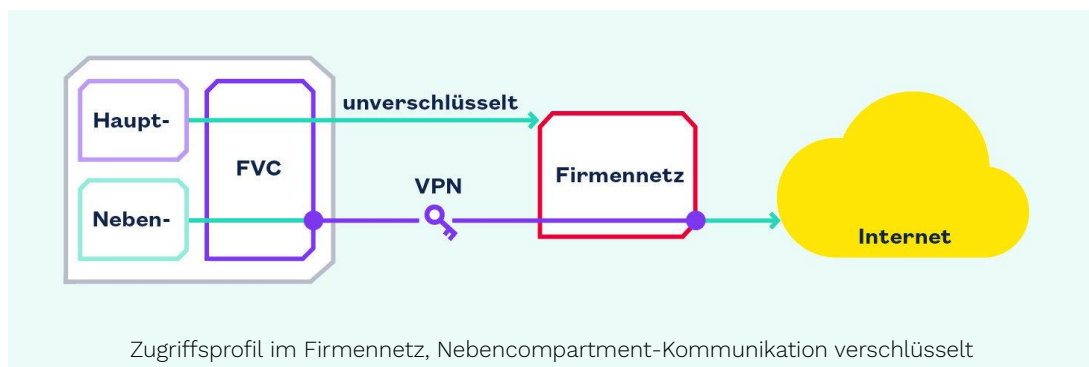 unverschlüsselt
Haupt-
FVC
Firmennetz
VPN
Neben-
Internet
Zugriffsprofil im Firmennetz, Nebencompartment-Kommunikation verschlüsselt